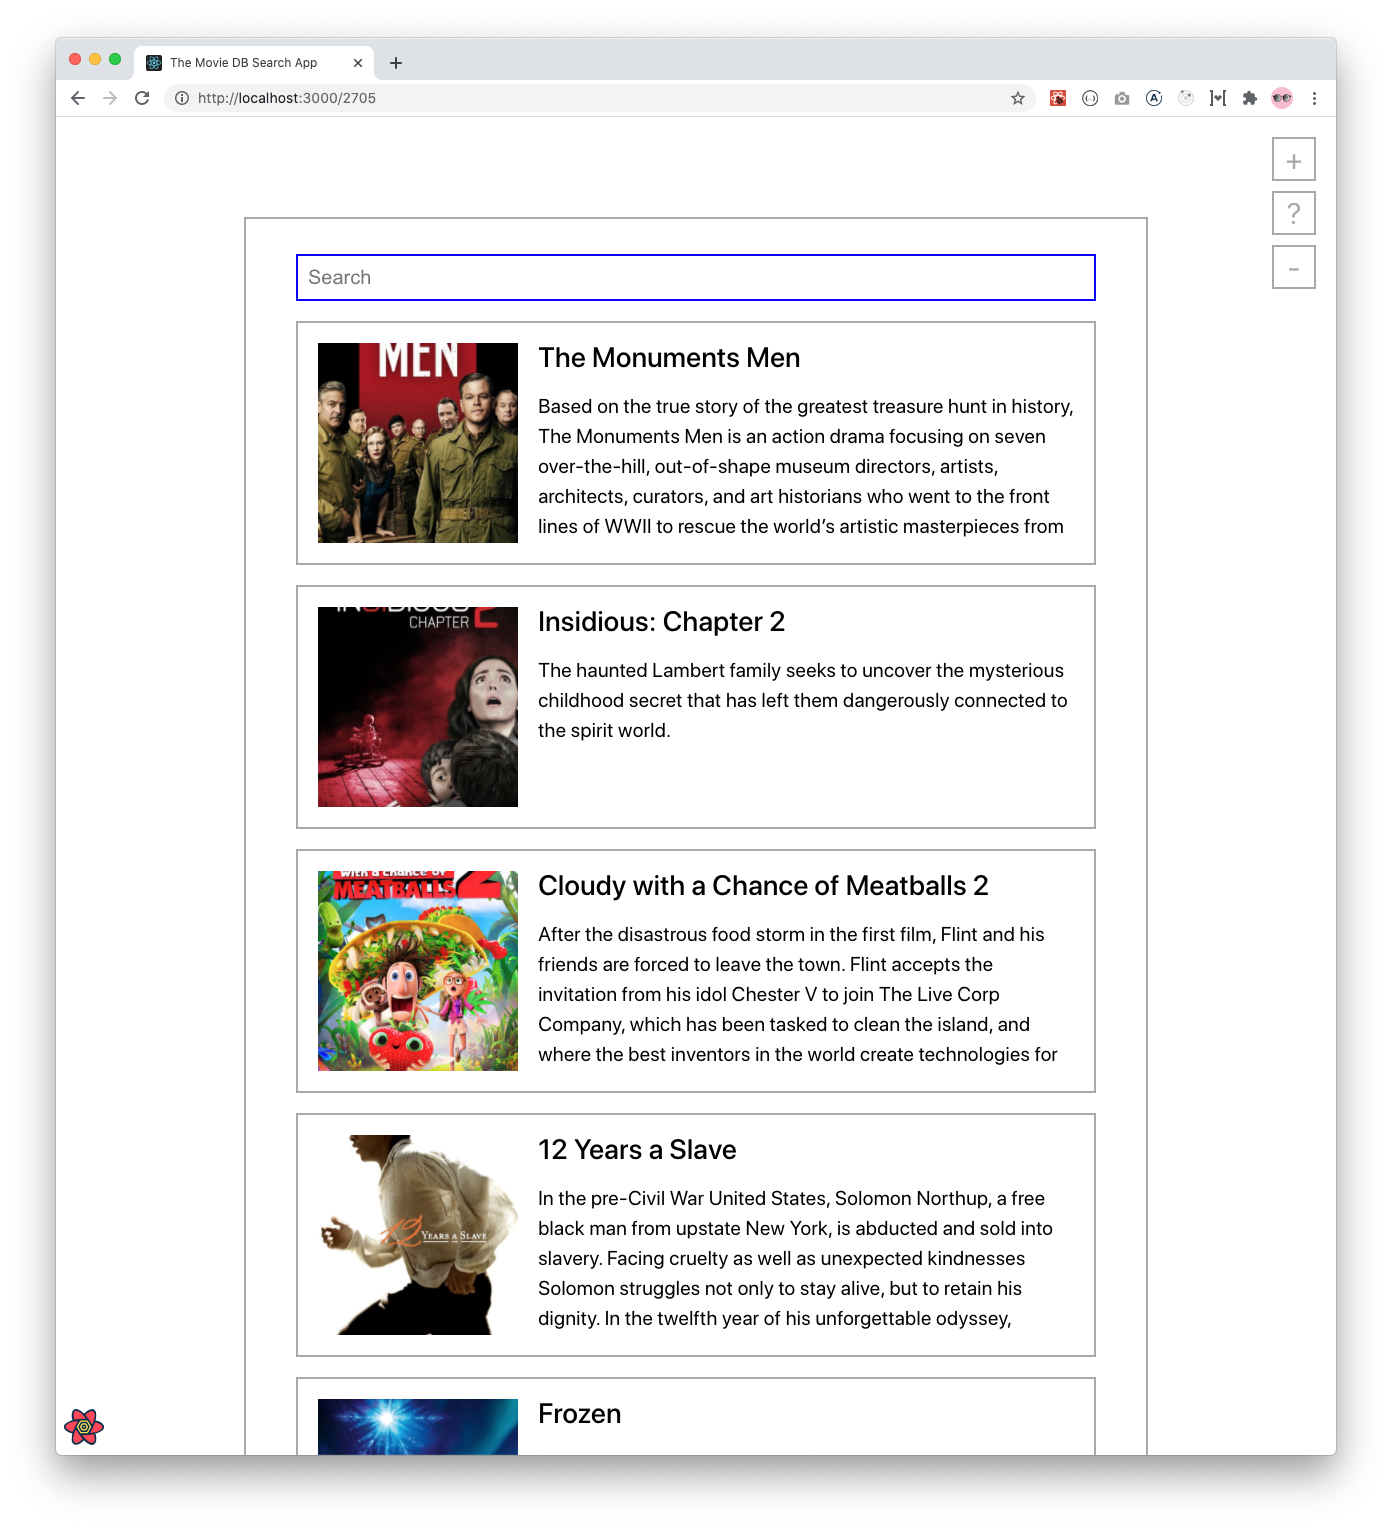 The Movie DB Search App
http://localhost:3000/2705
+
?
-
Search
MEN
The Monuments Men
Based on the true story of the greatest treasure hunt in history,
The Monuments Men is an action drama focusing on seven
over-the-hill, out-of-shape museum directors, artists,
architects, curators, and art historians who went to the front
lines of WWII to rescue the world’s artistic masterpieces from
INSIDIOUS
CHAPTER 2
Insidious: Chapter 2
The haunted Lambert family seeks to uncover the mysterious
childhood secret that has left them dangerously connected to
the spirit world.
with a chance of
MEATBALLS 2
Cloudy with a Chance of Meatballs 2
After the disastrous food storm in the first film, Flint and his
friends are forced to leave the town. Flint accepts the
invitation from his idol Chester V to join The Live Corp
Company, which has been tasked to clean the island, and
where the best inventors in the world create technologies for
12 YEARS A SLAVE
12 Years a Slave
In the pre-Civil War United States, Solomon Northup, a free
black man from upstate New York, is abducted and sold into
slavery. Facing cruelty as well as unexpected kindnesses
Solomon struggles not only to stay alive, but to retain his
dignity. In the twelfth year of his unforgettable odyssey,
Frozen